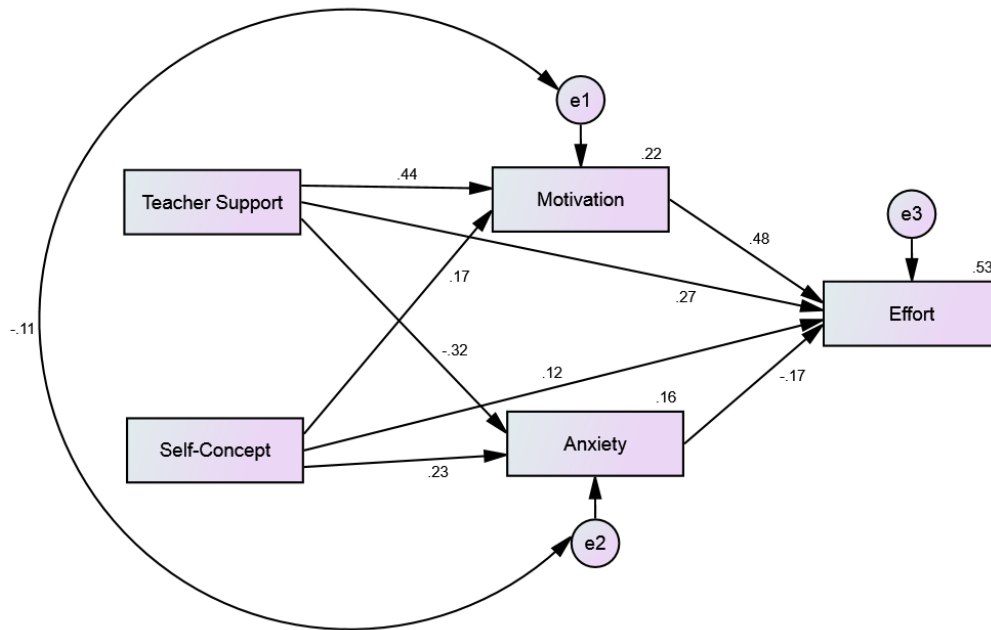 e1
.22
.44
Teacher Support
Motivation
e3
.48
.53
.17
.27
Effort
-.11
-.32
.12
-.17
.16
Self-Concept
Anxiety
.23
e2